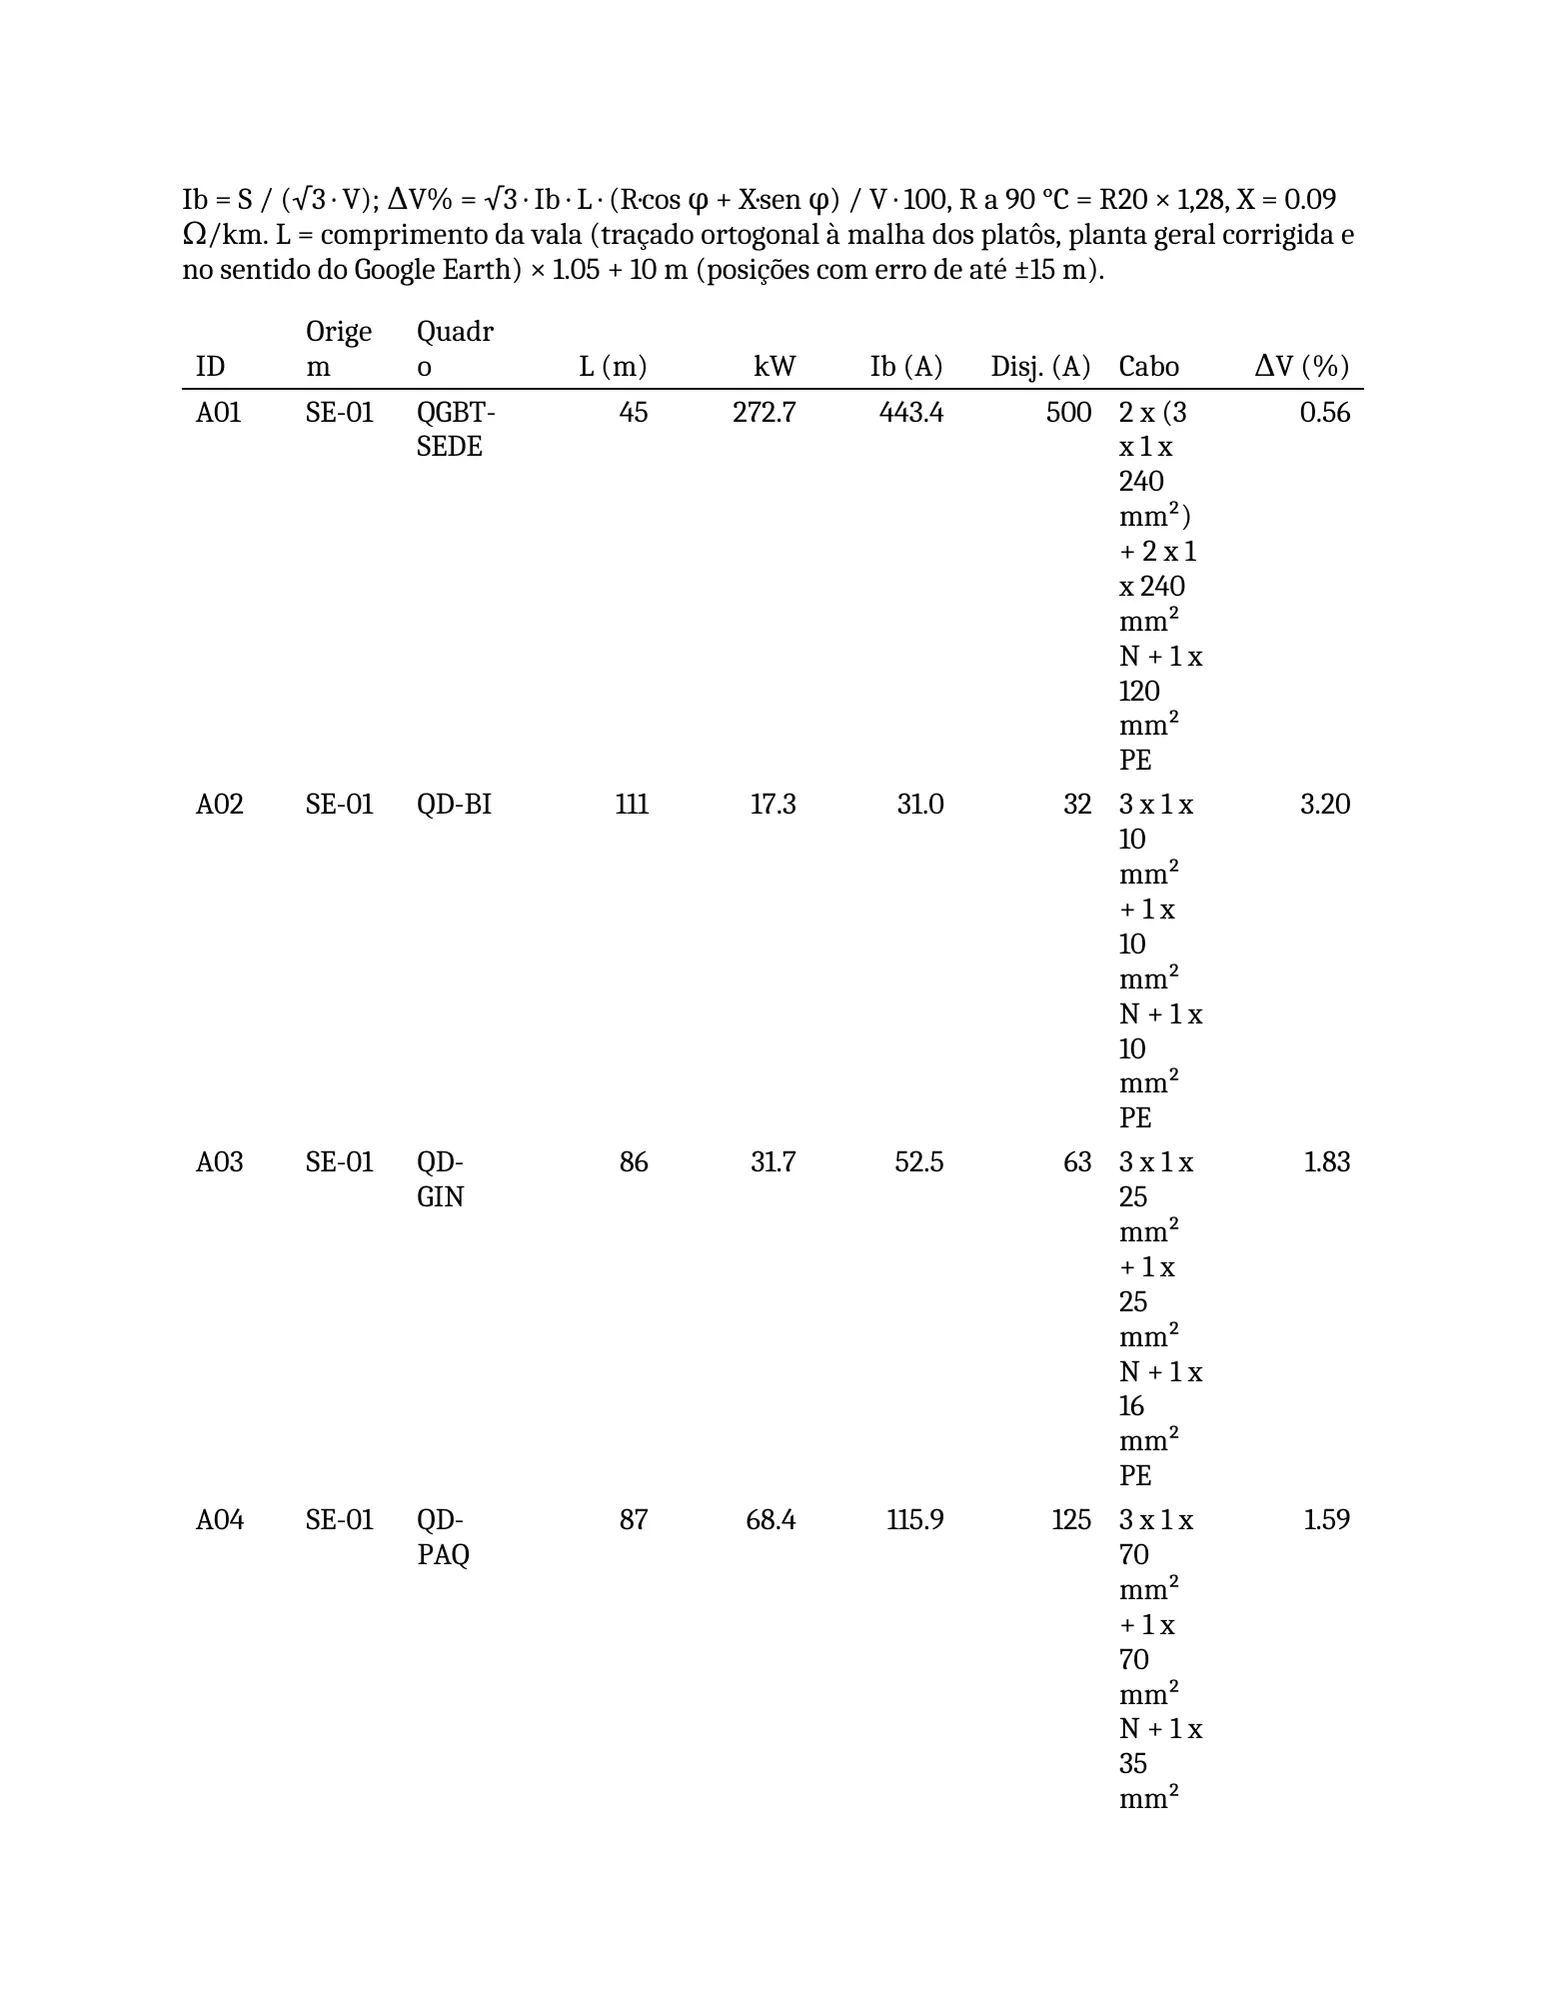 Ib = S / (√3 · V); ΔV% = √3 · Ib · L · (R·cos φ + X·sen φ) / V · 100, R a 90 °C = R20 × 1,28, X = 0.09
Ω/km. L = comprimento da vala (traçado ortogonal à malha dos platôs, planta geral corrigida e
no sentido do Google Earth) × 1.05 + 10 m (posições com erro de até ±15 m).
Orige Quadr
ID m o L (m) kW Ib (A) Disj. (A) Cabo ΔV (%)
A01 SE-01 QGBT- 45 272.7 443.4 500 2 x (3 0.56
SEDE x 1 x
240
mm²)
+ 2 x 1
x 240
mm²
N + 1 x
120
mm²
PE
A02 SE-01 QD-BI 111 17.3 31.0 32 3 x 1 x 3.20
10
mm²
+ 1 x
10
mm²
N + 1 x
10
mm²
PE
A03 SE-01 QD- 86 31.7 52.5 63 3 x 1 x 1.83
GIN 25
mm²
+ 1 x
25
mm²
N + 1 x
16
mm²
PE
A04 SE-01 QD- 87 68.4 115.9 125 3 x 1 x 1.59
PAQ 70
mm²
+ 1 x
70
mm²
N + 1 x
35
mm²